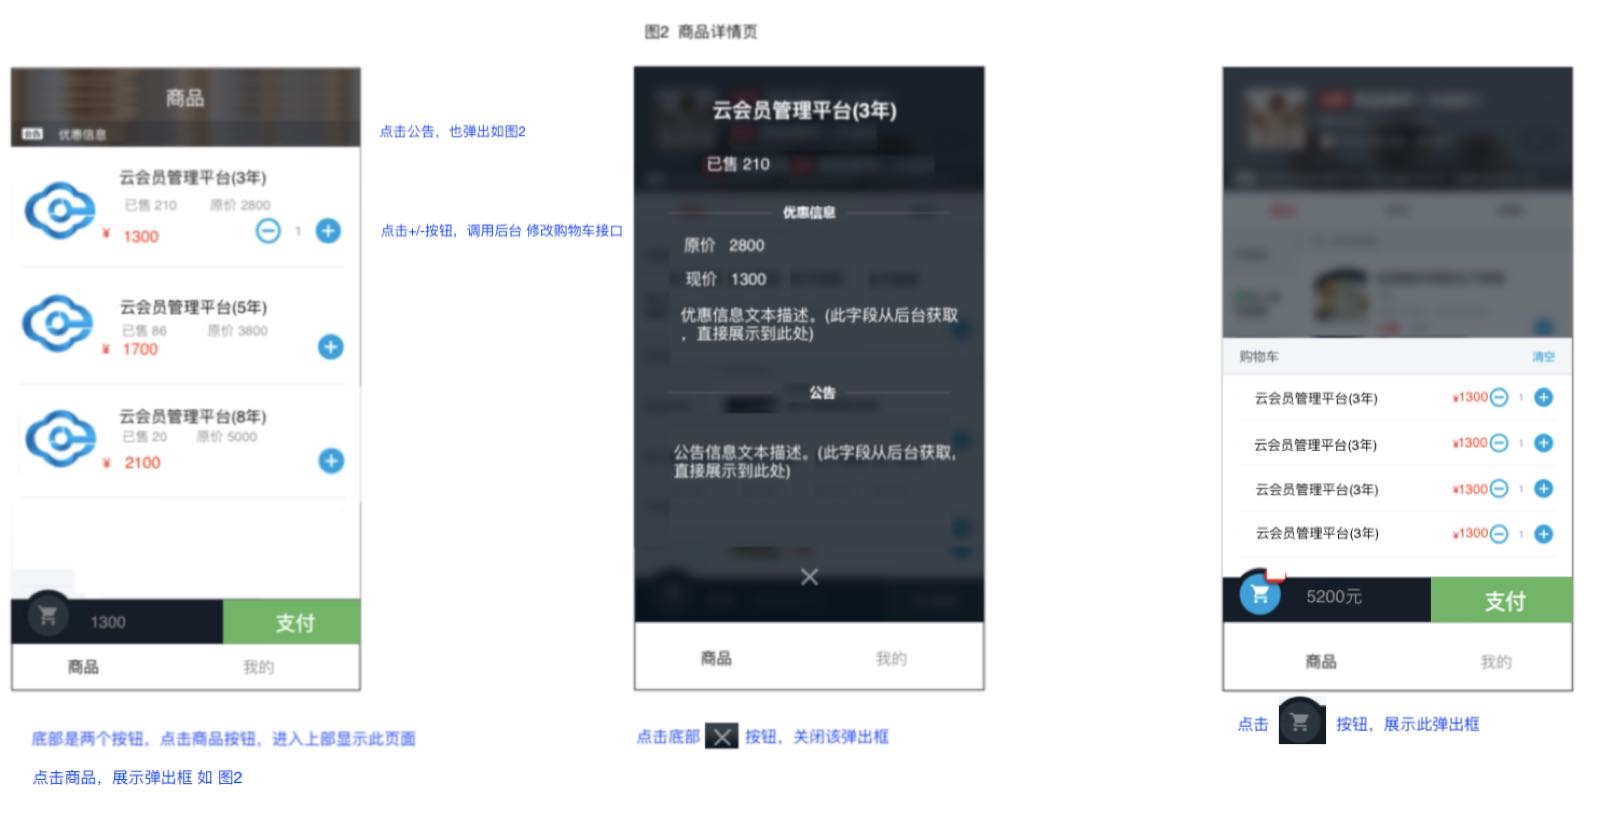 图2 商品详情页
商品
公告 优惠信息
云会员管理平台(3年)
已售 210 原价 2800
¥ 1300 1
云会员管理平台(5年)
已售 86 原价 3800
¥ 1700
云会员管理平台(8年)
已售 20 原价 5000
¥ 2100
1300 支付
商品 我的
点击公告，也弹出如图2
点击+/-按钮，调用后台 修改购物车接口
底部是两个按钮，点击商品按钮，进入上部显示此页面
点击商品，展示弹出框 如 图2
云会员管理平台(3年)
已售 210
优惠信息
原价 2800
现价 1300
优惠信息文本描述。(此字段从后台获取
，直接展示到此处)
公告
公告信息文本描述。(此字段从后台获取,
直接展示到此处)
商品 我的
点击底部 按钮，关闭该弹出框
购物车 清空
云会员管理平台(3年) ¥1300 1
云会员管理平台(3年) ¥1300 1
云会员管理平台(3年) ¥1300 1
云会员管理平台(3年) ¥1300 1
5200元 支付
商品 我的
点击 按钮，展示此弹出框